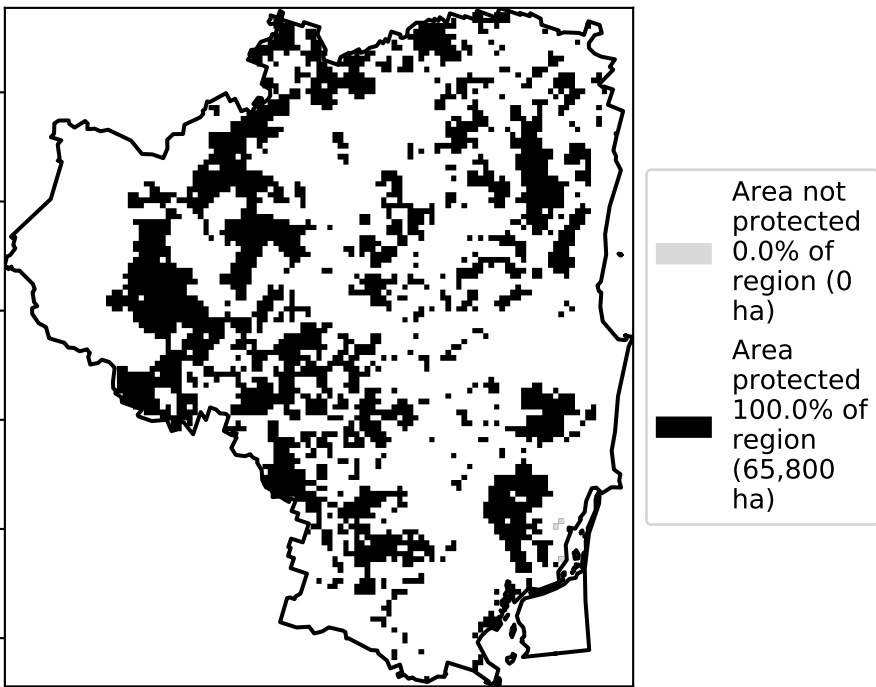 Area not
protected
0.0% of
region (0
ha)
Area
protected
100.0% of
region
(65,800
ha)